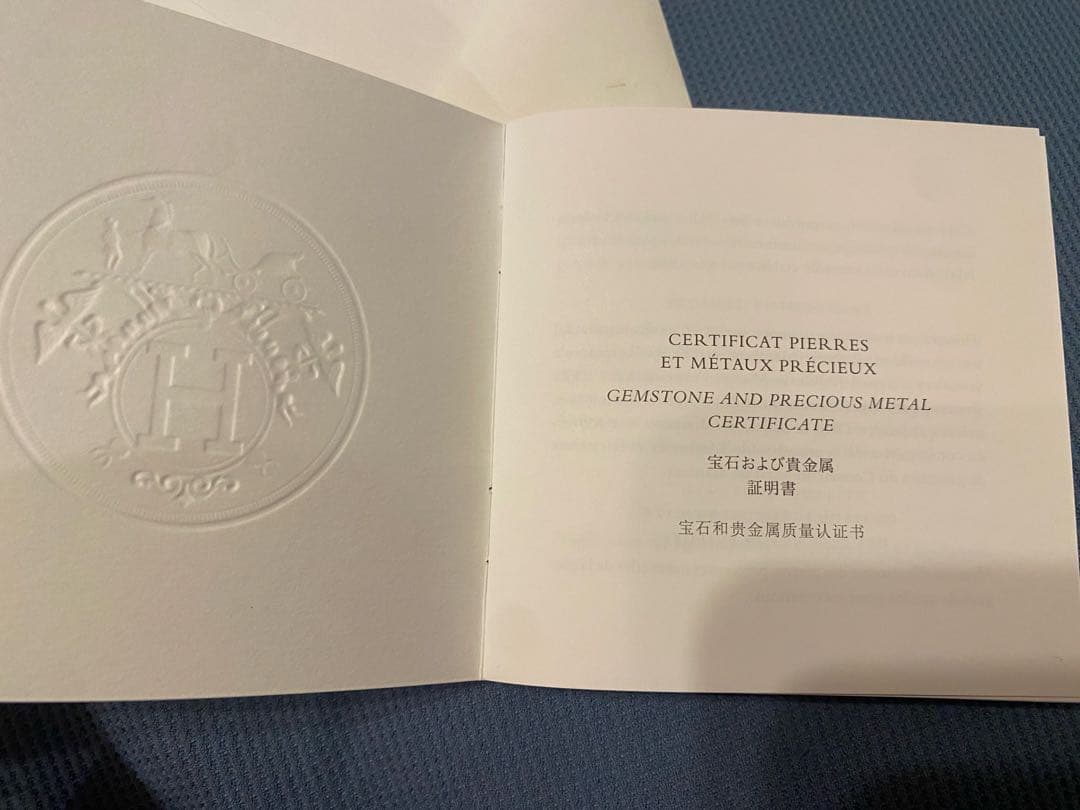 H
CERTIFICAT PIERRES
ET MÉTAUX PRÉCIEUX
GEMSTONE AND PRECIOUS METAL
CERTIFICATE
宝石および貴金属
証明書
宝石和贵金属质量认证书